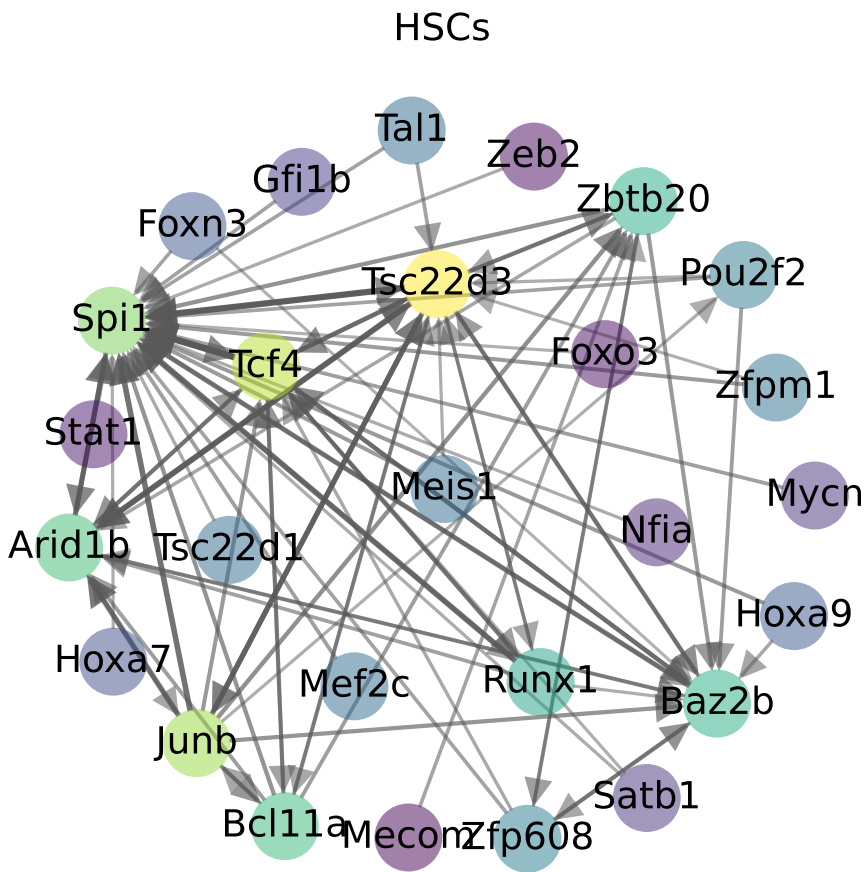 HSCs
Tal1
Zeb2
Gfi1b
Zbtb20
Foxn3
Pou2f2
Tsc22d3
Spi1
Foxo3
Tcf4
Zfpm1
Stat1
Meis1
Mycn
Nfia
Arid1b
Tsc22d1
Hoxa9
Hoxa7
Mef2c
Runx1
Baz2b
Junb
Satb1
Bcl11a
Mecom
Zfp608